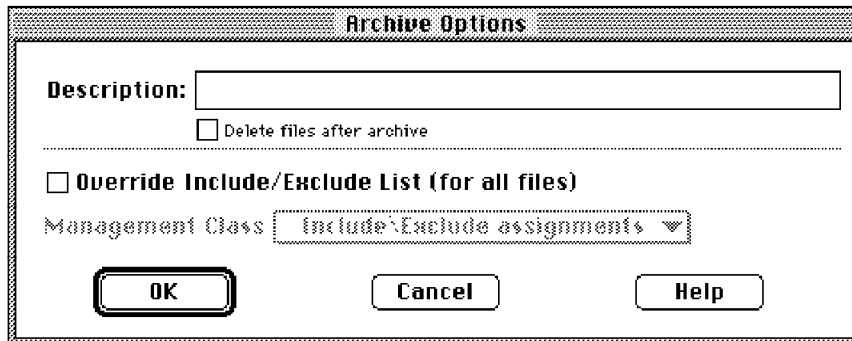 Archive Options
Description:
Delete files after archive
Override Include/Exclude List (for all files)
Management Class Include\Exclude assignments
OK Cancel Help